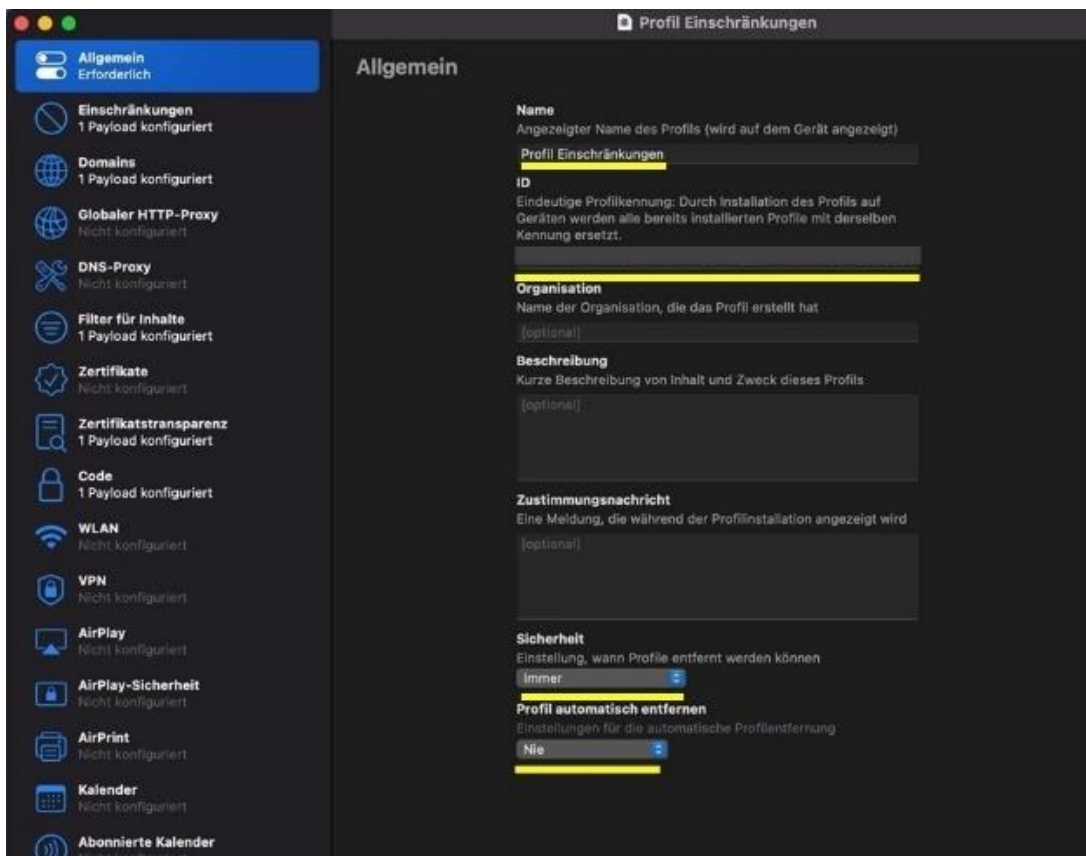 Profil Einschränkungen
Allgemein
Erforderlich
Einschränkungen
1 Payload konfiguriert
Domains
1 Payload konfiguriert
Globaler HTTP-Proxy
Nicht konfiguriert
DNS-Proxy
Nicht konfiguriert
Filter für Inhalte
1 Payload konfiguriert
Zertifikate
Nicht konfiguriert
Zertifikatstransparenz
1 Payload konfiguriert
Code
1 Payload konfiguriert
WLAN
Nicht konfiguriert
VPN
Nicht konfiguriert
AirPlay
Nicht konfiguriert
AirPlay-Sicherheit
Nicht konfiguriert
AirPrint
Nicht konfiguriert
Kalender
Nicht konfiguriert
Abonnierte Kalender
Allgemein
Name
Angezeigter Name des Profils (wird auf dem Gerät angezeigt)
Profil Einschränkungen
ID
Eindeutige Profilkennung: Durch Installation des Profils auf
Geräten werden alle bereits installierten Profile mit derselben
Kennung ersetzt.
Organisation
Name der Organisation, die das Profil erstellt hat
[optional]
Beschreibung
Kurze Beschreibung von Inhalt und Zweck dieses Profils
[optional]
Zustimmungsnachricht
Eine Meldung, die während der Profilinstallation angezeigt wird
[optional]
Sicherheit
Einstellung, wann Profile entfernt werden können
Immer
Profil automatisch entfernen
Einstellungen für die automatische Profilentfernung
Nie